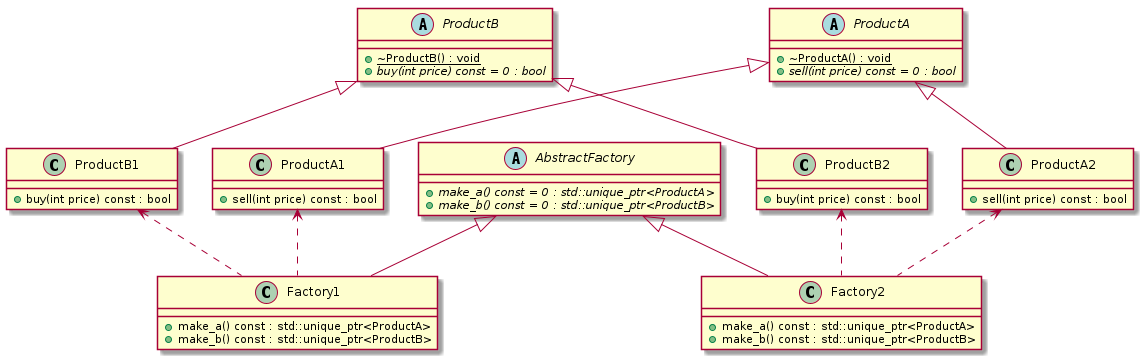 A ProductB
~ProductB() : void
buy(int price) const = 0 : bool
A ProductA
~ProductA() : void
sell(int price) const = 0 : bool
C ProductB1
buy(int price) const : bool
C ProductA1
sell(int price) const : bool
A AbstractFactory
make_a() const = 0 : std::unique_ptr<ProductA>
make_b() const = 0 : std::unique_ptr<ProductB>
C ProductB2
buy(int price) const : bool
C ProductA2
sell(int price) const : bool
C Factory1
make_a() const : std::unique_ptr<ProductA>
make_b() const : std::unique_ptr<ProductB>
C Factory2
make_a() const : std::unique_ptr<ProductA>
make_b() const : std::unique_ptr<ProductB>